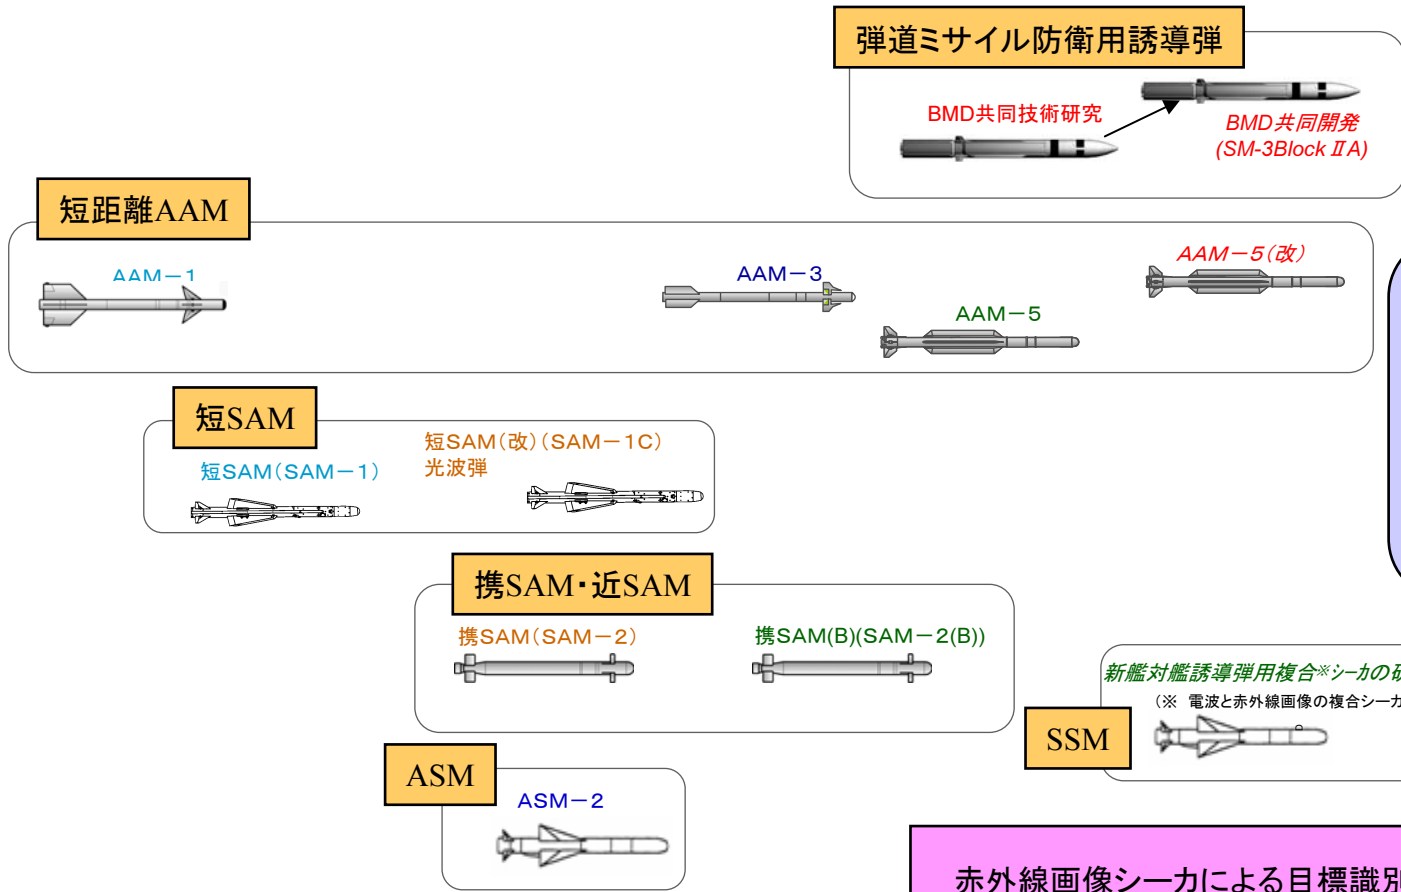 弾道ミサイル防衛用誘導弾
BMD共同技術研究
BMD共同開発
(SM-3Block ⅡA)
短距離AAM
AAM－1
AAM－3
AAM－5
AAM－5(改)
短SAM
短SAM(SAM－1)
短SAM(改)(SAM－1C)
光波弾
携SAM・近SAM
携SAM(SAM－2)
携SAM(B)(SAM－2(B))
新艦対艦誘導弾用複合※シーカの研
(※ 電波と赤外線画像の複合シーカ
SSM
ASM
ASM－2
赤外線画像シーカによる目標識別